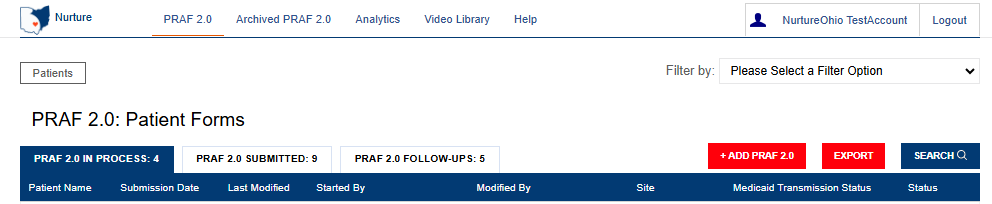 Nurture PRAF 2.0 Archived PRAF 2.0 Analytics Video Library Help NurtureOhio TestAccount Logout
Patients Filter by: Please Select a Filter Option
PRAF 2.0: Patient Forms
PRAF 2.0 IN PROCESS: 4 PRAF 2.0 SUBMITTED: 9 PRAF 2.0 FOLLOW-UPS: 5 + ADD PRAF 2.0 EXPORT SEARCH
Patient Name Submission Date Last Modified Started By Modified By Site Medicaid Transmission Status Status